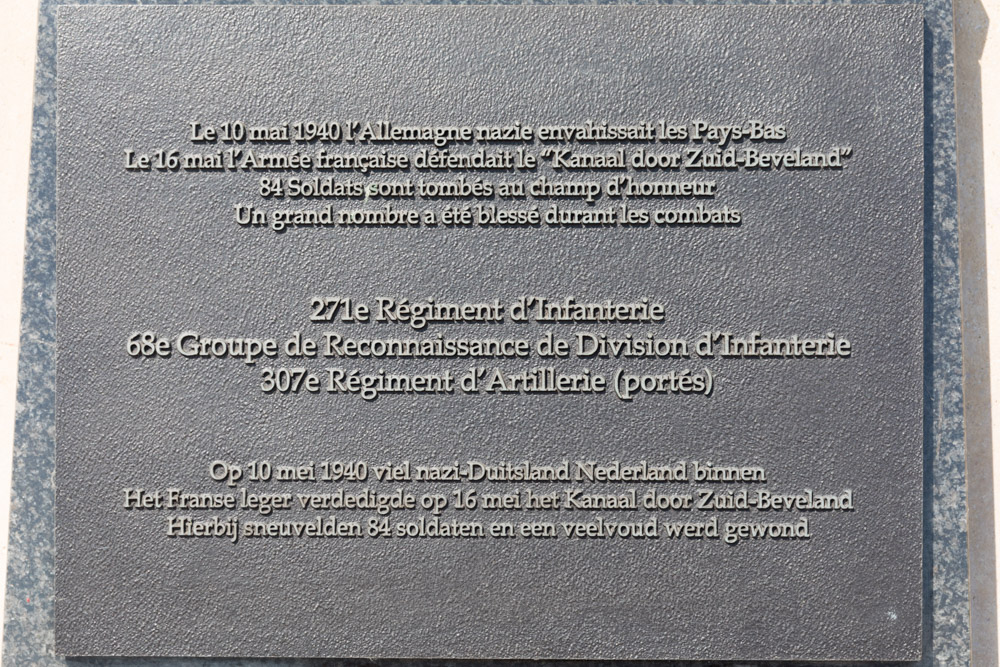 Le 10 mai 1940 l'Allemagne nazie envahissait les Pays-Bas
Le 16 mai l'Armée française défendait le "Kanaal door Zuid-Beveland"
84 Soldats sont tombés au champ d'honneur
Un grand nombre a été blessé durant les combats
271e Régiment d'Infanterie
68e Groupe de Reconnaissance de Division d'Infanterie
307e Régiment d'Artillerie (portés)
Op 10 mei 1940 viel nazi-Duitsland Nederland binnen
Het Franse leger verdedigde op 16 mei het Kanaal door Zuid-Beveland
Hierbij sneuvelden 84 soldaten en een veelvoud werd gewond